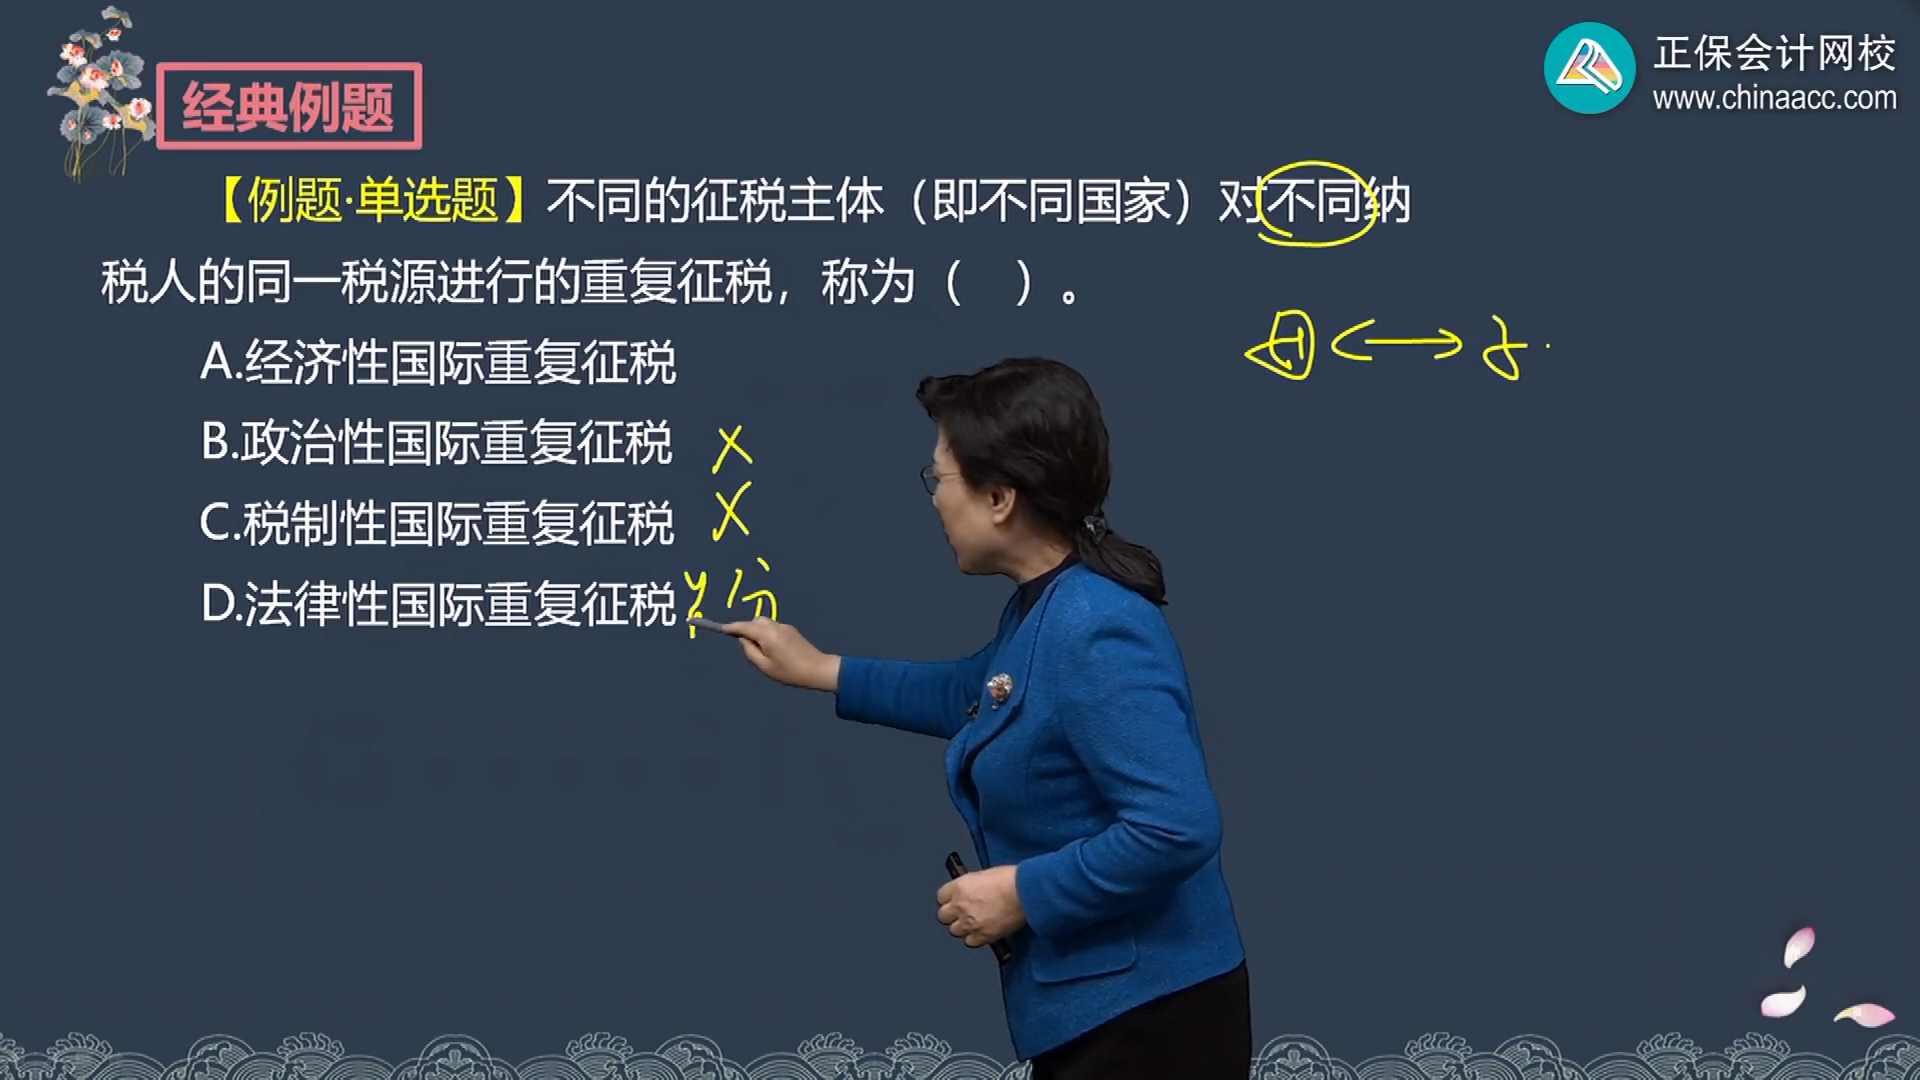 正保会计网校
www.chinaacc.com
经典例题
【例题·单选题】不同的征税主体（即不同国家）对不同纳
税人的同一税源进行的重复征税，称为（ ）。
A.经济性国际重复征税
B.政治性国际重复征税
C.税制性国际重复征税
D.法律性国际重复征税